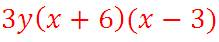 3y(x + 6)(x − 3)